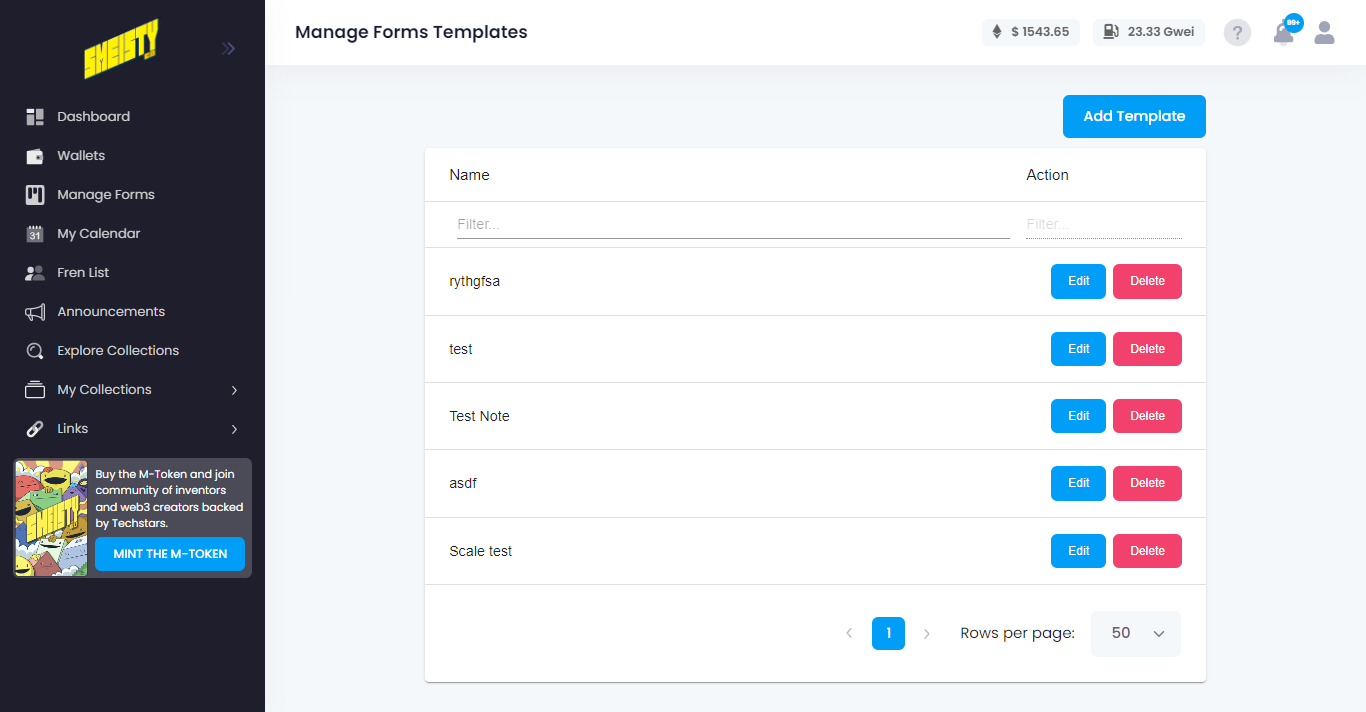 SMEISTY
Manage Forms Templates
$ 1543.65
23.33 Gwei
?
99+
Dashboard
Wallets
Manage Forms
31
My Calendar
Fren List
Announcements
Explore Collections
My Collections
Links
SMEISTY
Buy the M-Token and join
community of inventors
and web3 creators backed
by Techstars.
MINT THE M-TOKEN
Add Template
Name Action
Filter... Filter...
rythgfsa Edit Delete
test Edit Delete
Test Note Edit Delete
asdf Edit Delete
Scale test Edit Delete
1 Rows per page: 50